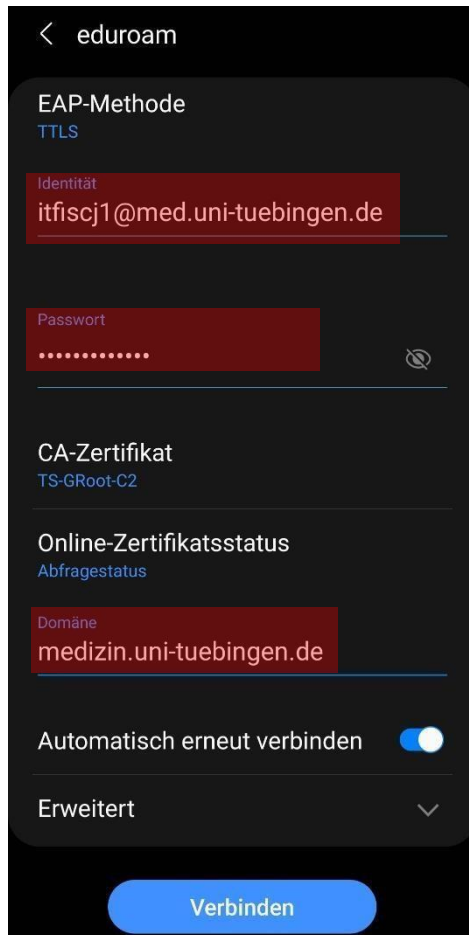 eduroam
EAP-Methode
TTLS
Identität
itfiscj1@med.uni-tuebingen.de
Passwort
•••••••••••••
CA-Zertifikat
TS-GRoot-C2
Online-Zertifikatsstatus
Abfragestatus
Domäne
medizin.uni-tuebingen.de
Automatisch erneut verbinden
Erweitert
Verbinden